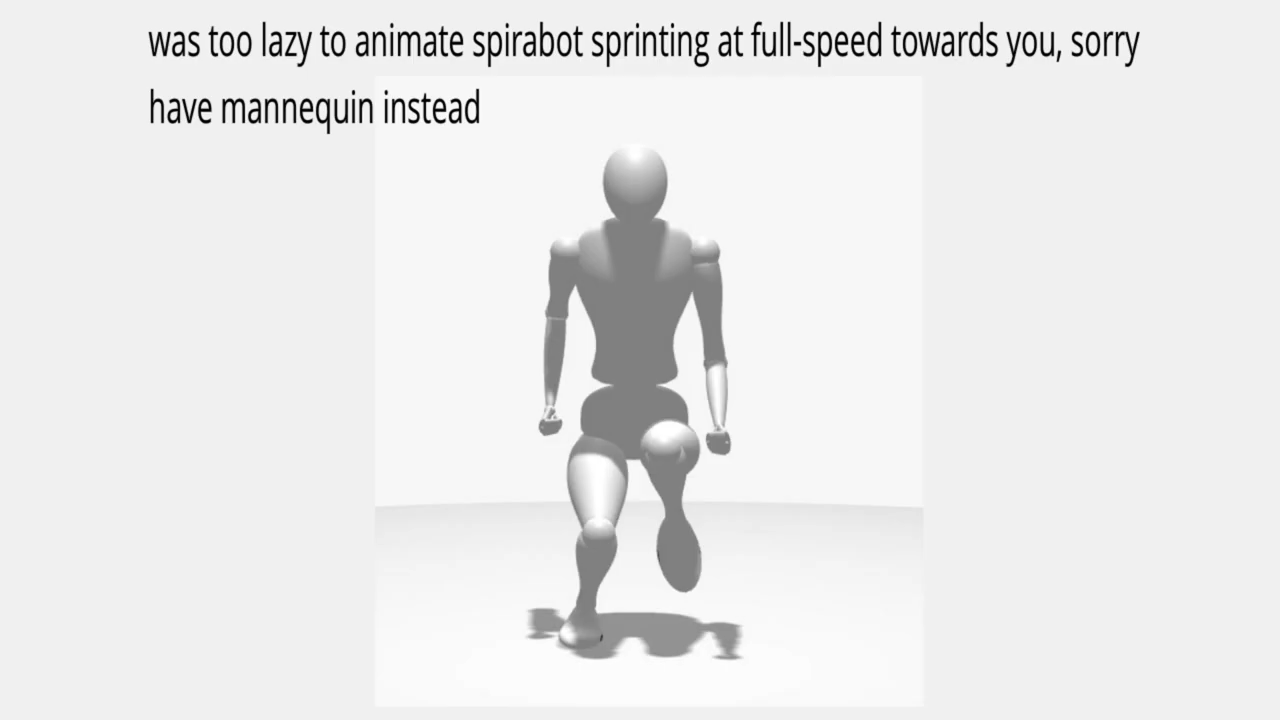 was too lazy to animate spirabot sprinting at full-speed towards you, sorry
have mannequin instead